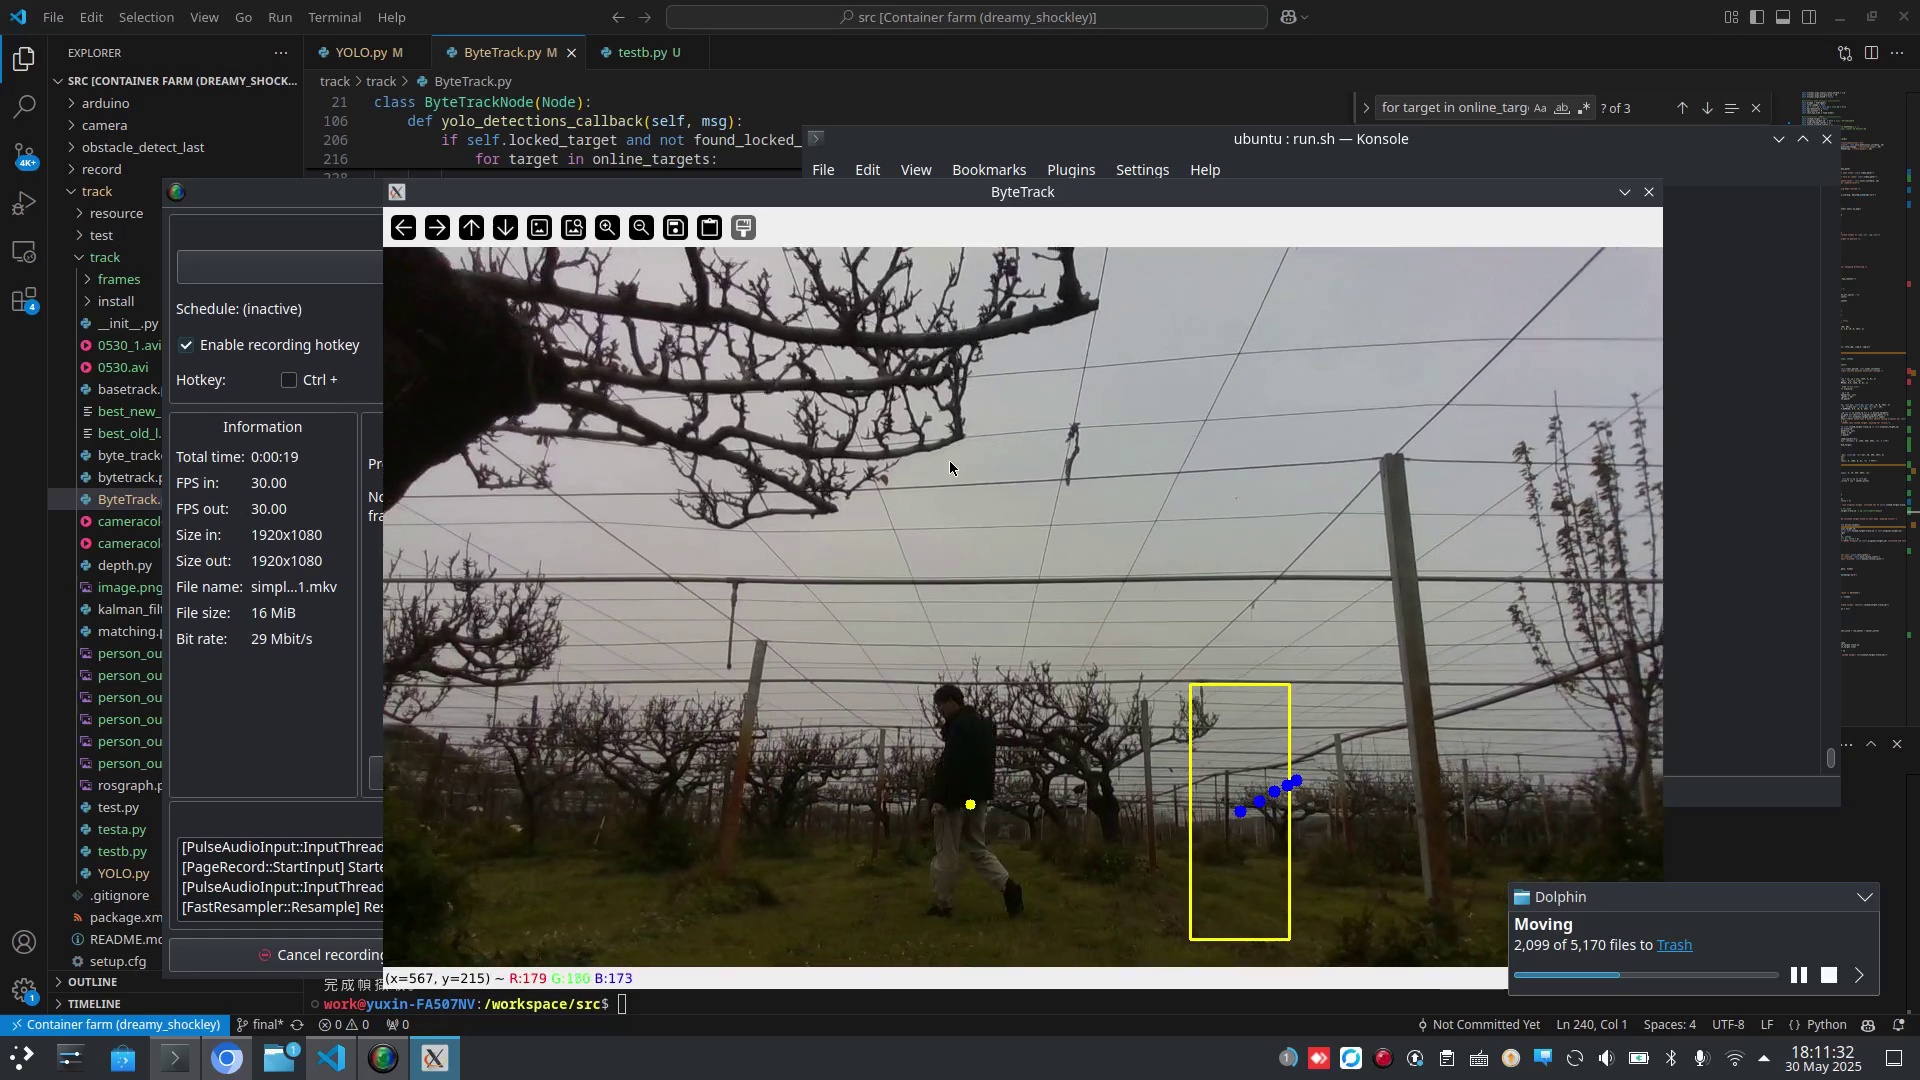 File Edit Selection View Go Run Terminal Help
src [Container farm (dreamy_shockley)]
EXPLORER
YOLO.py M
ByteTrack.py M
testb.py U
SRC [CONTAINER FARM (DREAMY_SHOCK...
track > track > ByteTrack.py
arduino
camera
obstacle_detect_last
record
track
resource
test
track
frames
install
__init__.py
0530_1.avi
0530.avi
basetrack.
best_new_
best_old_l.
byte_track
bytetrack.p
ByteTrack.
cameracol
cameracol
depth.py
image.png
kalman_filt
matching.p
person_ou
person_ou
person_ou
person_ou
person_ou
person_ou
rosgraph.p
test.py
testa.py
testb.py
YOLO.py
.gitignore
package.xm
README.md
setup.cfg
OUTLINE
TIMELINE
21 class ByteTrackNode(Node):
106 def yolo_detections_callback(self, msg):
206 if self.locked_target and not found_locked_
216 for target in online_targets:
for target in online_targ
Aa ab .*
? of 3
ubuntu : run.sh — Konsole
File Edit View Bookmarks Plugins Settings Help
ByteTrack
Schedule: (inactive)
Enable recording hotkey
Hotkey: Ctrl +
Information
Total time: 0:00:19
FPS in: 30.00
FPS out: 30.00
Size in: 1920x1080
Size out: 1920x1080
File name: simpl...1.mkv
File size: 16 MiB
Bit rate: 29 Mbit/s
Pr
No
fra
[PulseAudioInput::InputThread
[PageRecord::StartInput] Starte
[PulseAudioInput::InputThread
[FastResampler::Resample] Res
Cancel recording
(x=567, y=215) ~ R:179 G:180 B:173
work@yuxin-FA507NV:/workspace/src$
Dolphin
Moving
2,099 of 5,170 files to Trash
Container farm (dreamy_shockley)
final*
0 0
0
Not Committed Yet
Ln 240, Col 1
Spaces: 4
UTF-8
LF
Python
4K+
4
1
1
1
18:11:32
30 May 2025